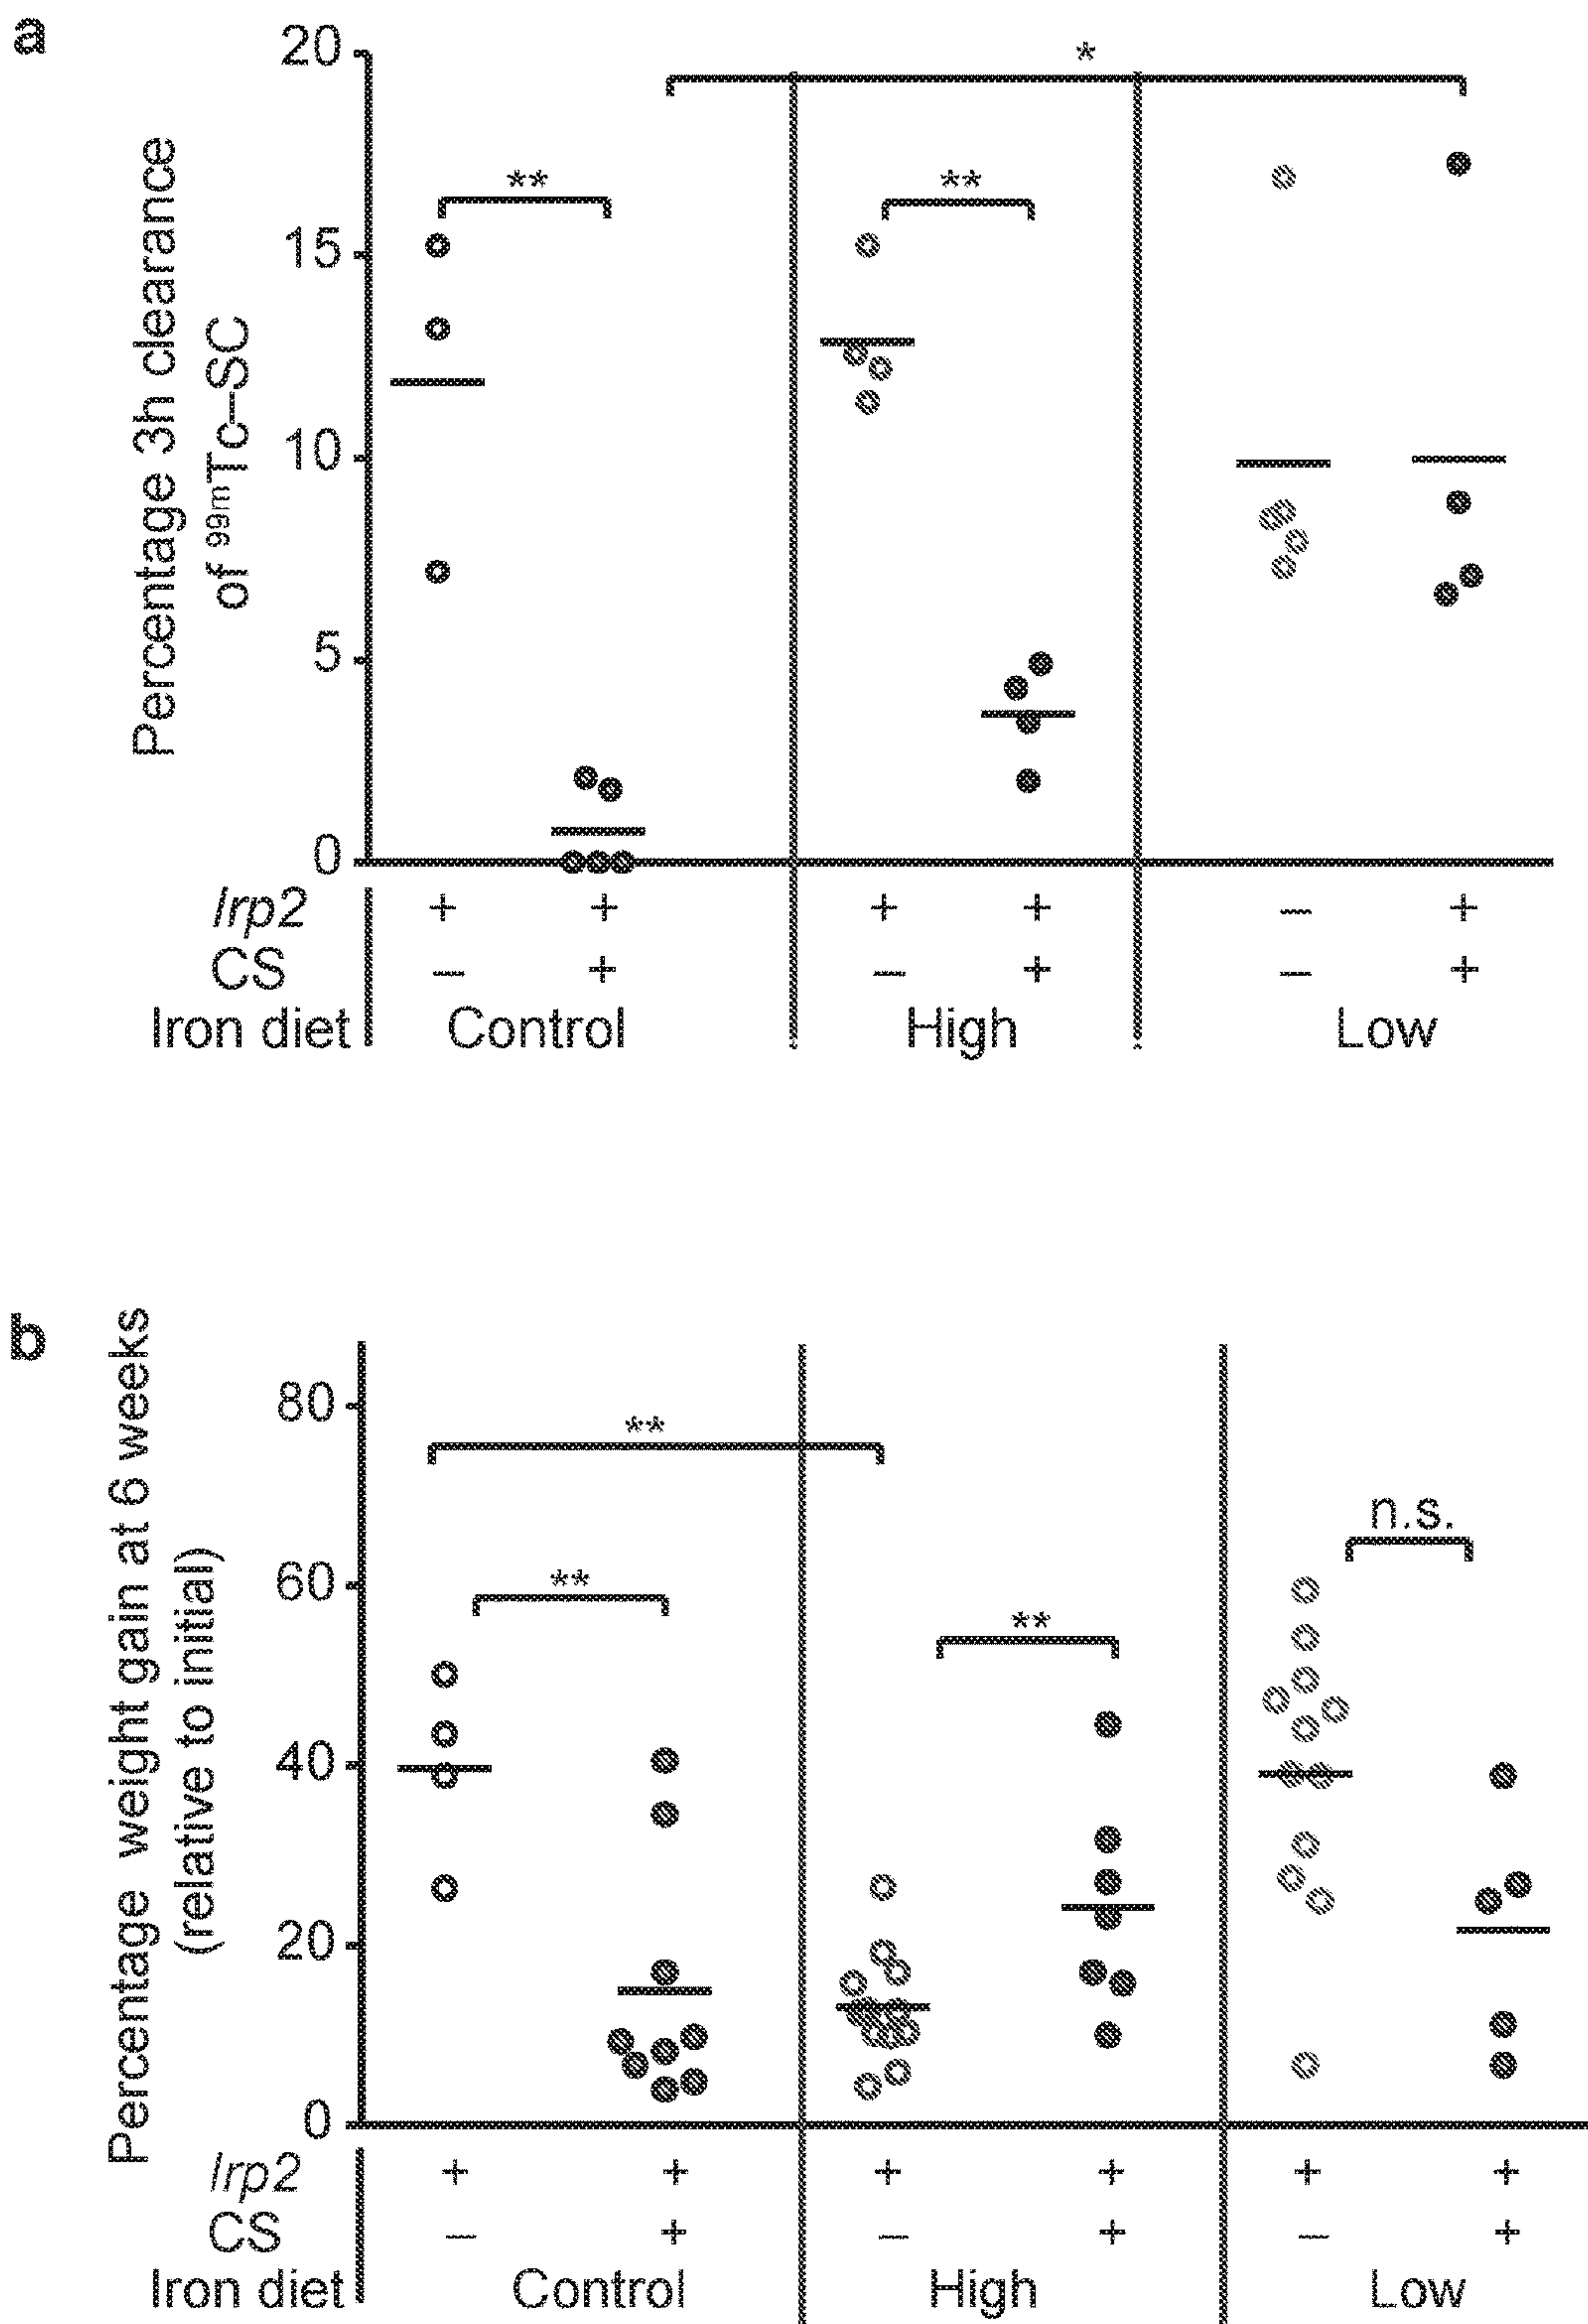 a
Percentage 3h clearance
of ⁹⁹ᵐTc–SC
20
15
10
5
0
*
**
**
Irp2 + + + + – +
CS – + – + – +
Iron diet Control High Low
b
Percentage weight gain at 6 weeks
(relative to initial)
80
60
40
20
0
**
**
**
n.s.
Irp2 + + + + + +
CS – + – + – +
Iron diet Control High Low